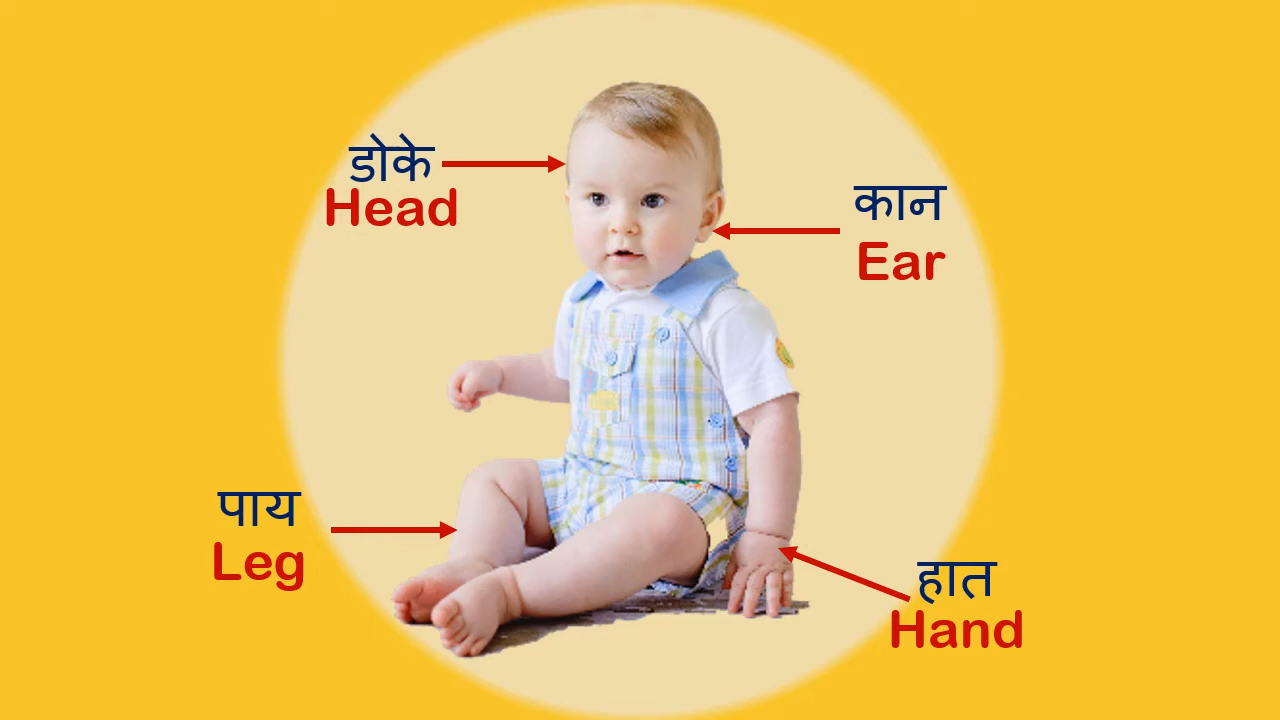 डोके
Head
कान
Ear
पाय
Leg
हात
Hand